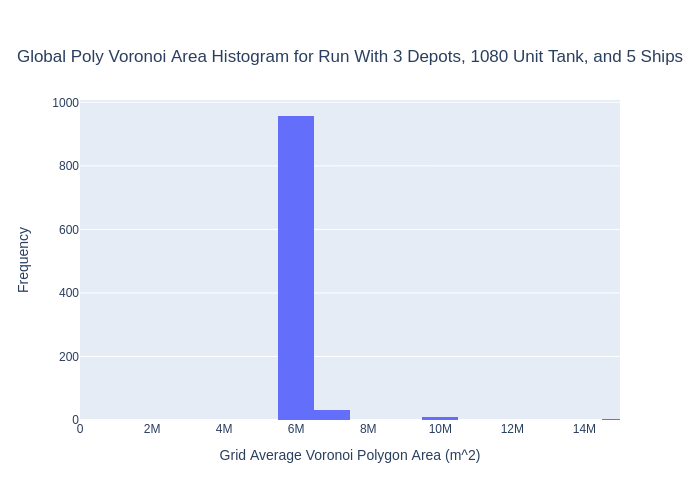 Global Poly Voronoi Area Histogram for Run With 3 Depots, 1080 Unit Tank, and 5 Ships
1000
800
600
400
200
0
Frequency
0 2M 4M 6M 8M 10M 12M 14M
Grid Average Voronoi Polygon Area (m^2)